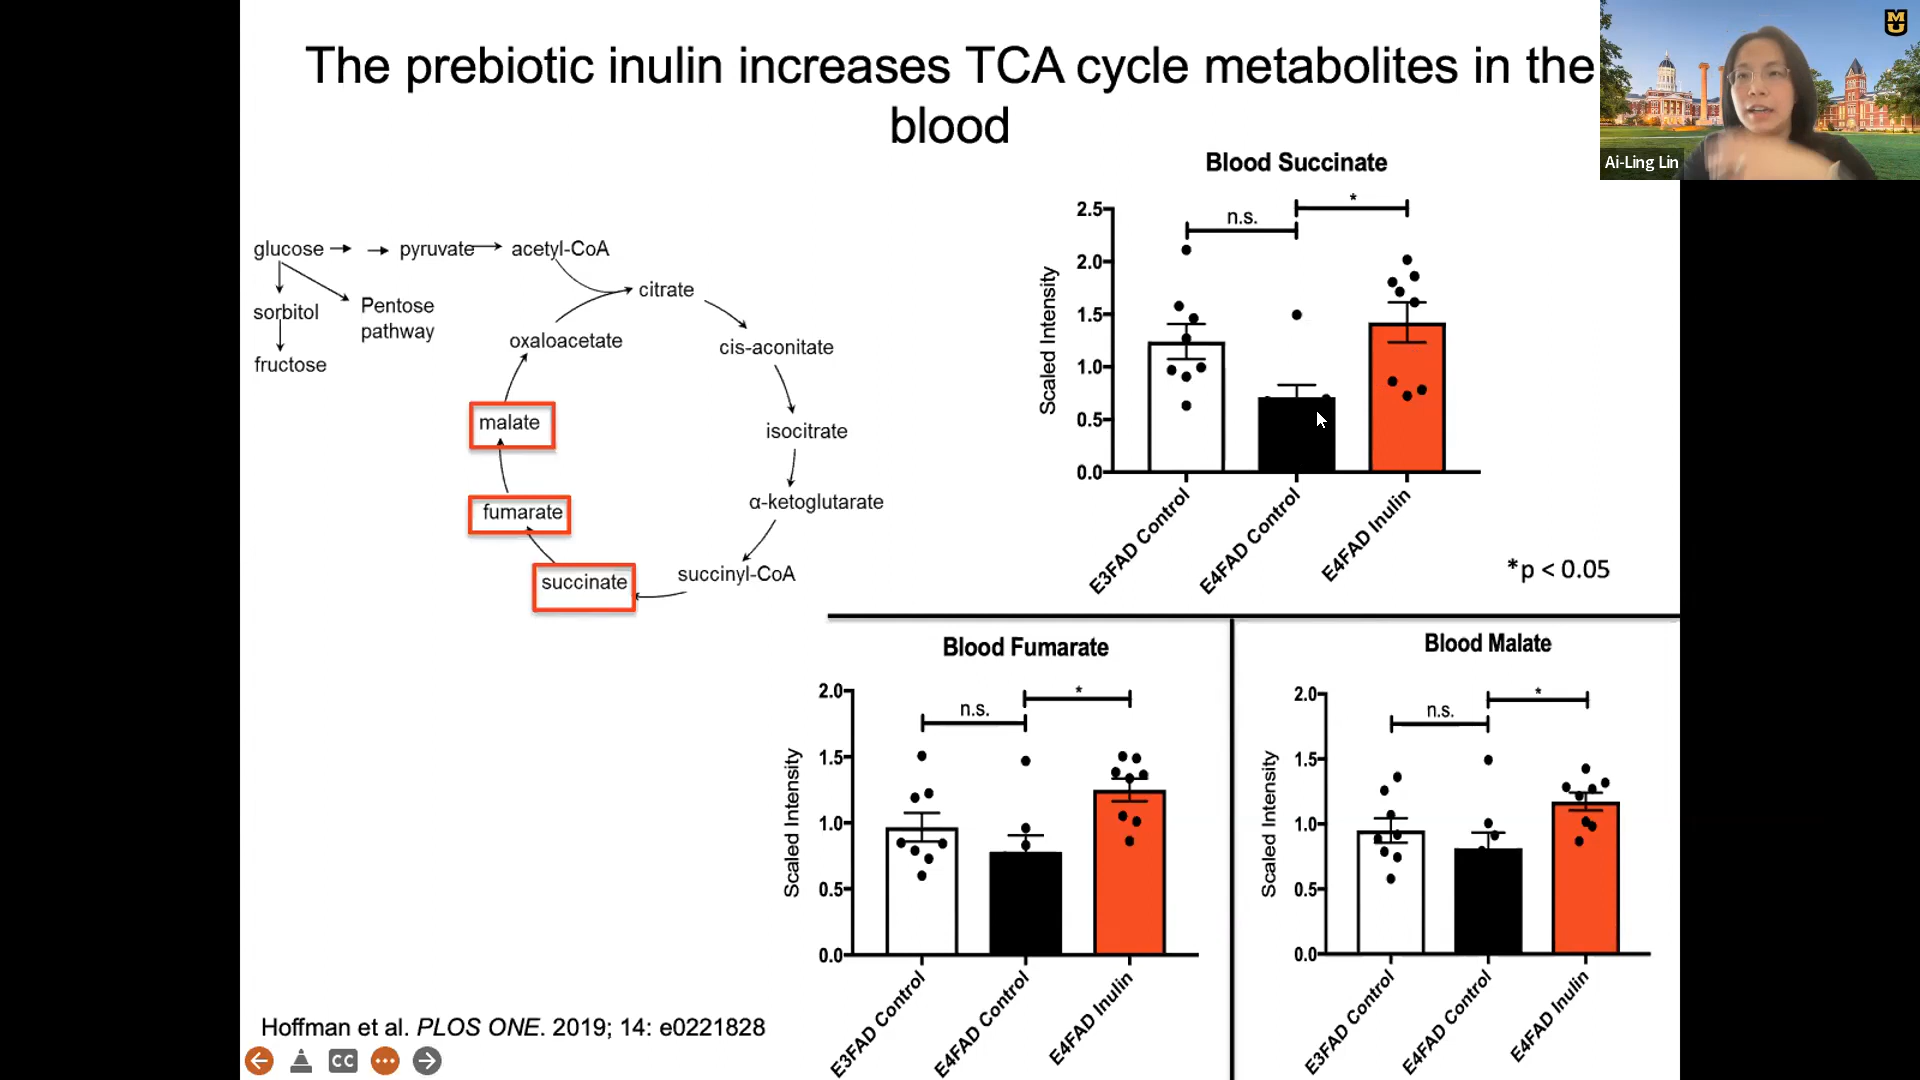 The prebiotic inulin increases TCA cycle metabolites in the
blood
MU
Ai-Ling Lin
glucose
pyruvate
acetyl-CoA
citrate
sorbitol
Pentose
pathway
fructose
oxaloacetate
cis-aconitate
malate
isocitrate
fumarate
α-ketoglutarate
succinate
succinyl-CoA
Blood Succinate
Scaled Intensity
2.5
2.0
1.5
1.0
0.5
0.0
n.s.
*
E3FAD Control
E4FAD Control
E4FAD Inulin
*p < 0.05
Blood Fumarate
Scaled Intensity
2.0
1.5
1.0
0.5
0.0
n.s.
*
E3FAD Control
E4FAD Control
E4FAD Inulin
Blood Malate
Scaled Intensity
2.0
1.5
1.0
0.5
0.0
n.s.
*
E3FAD Control
E4FAD Control
E4FAD Inulin
Hoffman et al. PLOS ONE. 2019; 14: e0221828
CC